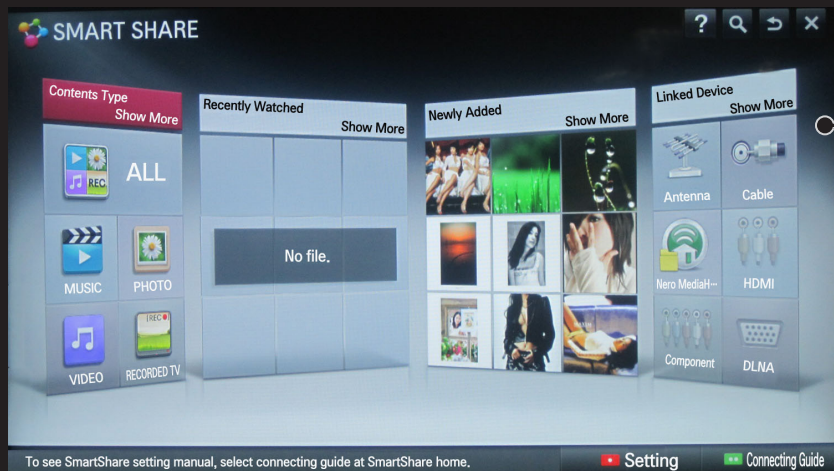 SMART SHARE
?
Contents Type
Show More
ALL
REC
MUSIC
PHOTO
VIDEO
[REC●]
RECORDED TV
Recently Watched
Show More
No file.
Newly Added
Show More
Linked Device
Show More
Antenna
Cable
Nero MediaH…
HDMI
Component
DLNA
To see SmartShare setting manual, select connecting guide at SmartShare home.
Setting
Connecting Guide